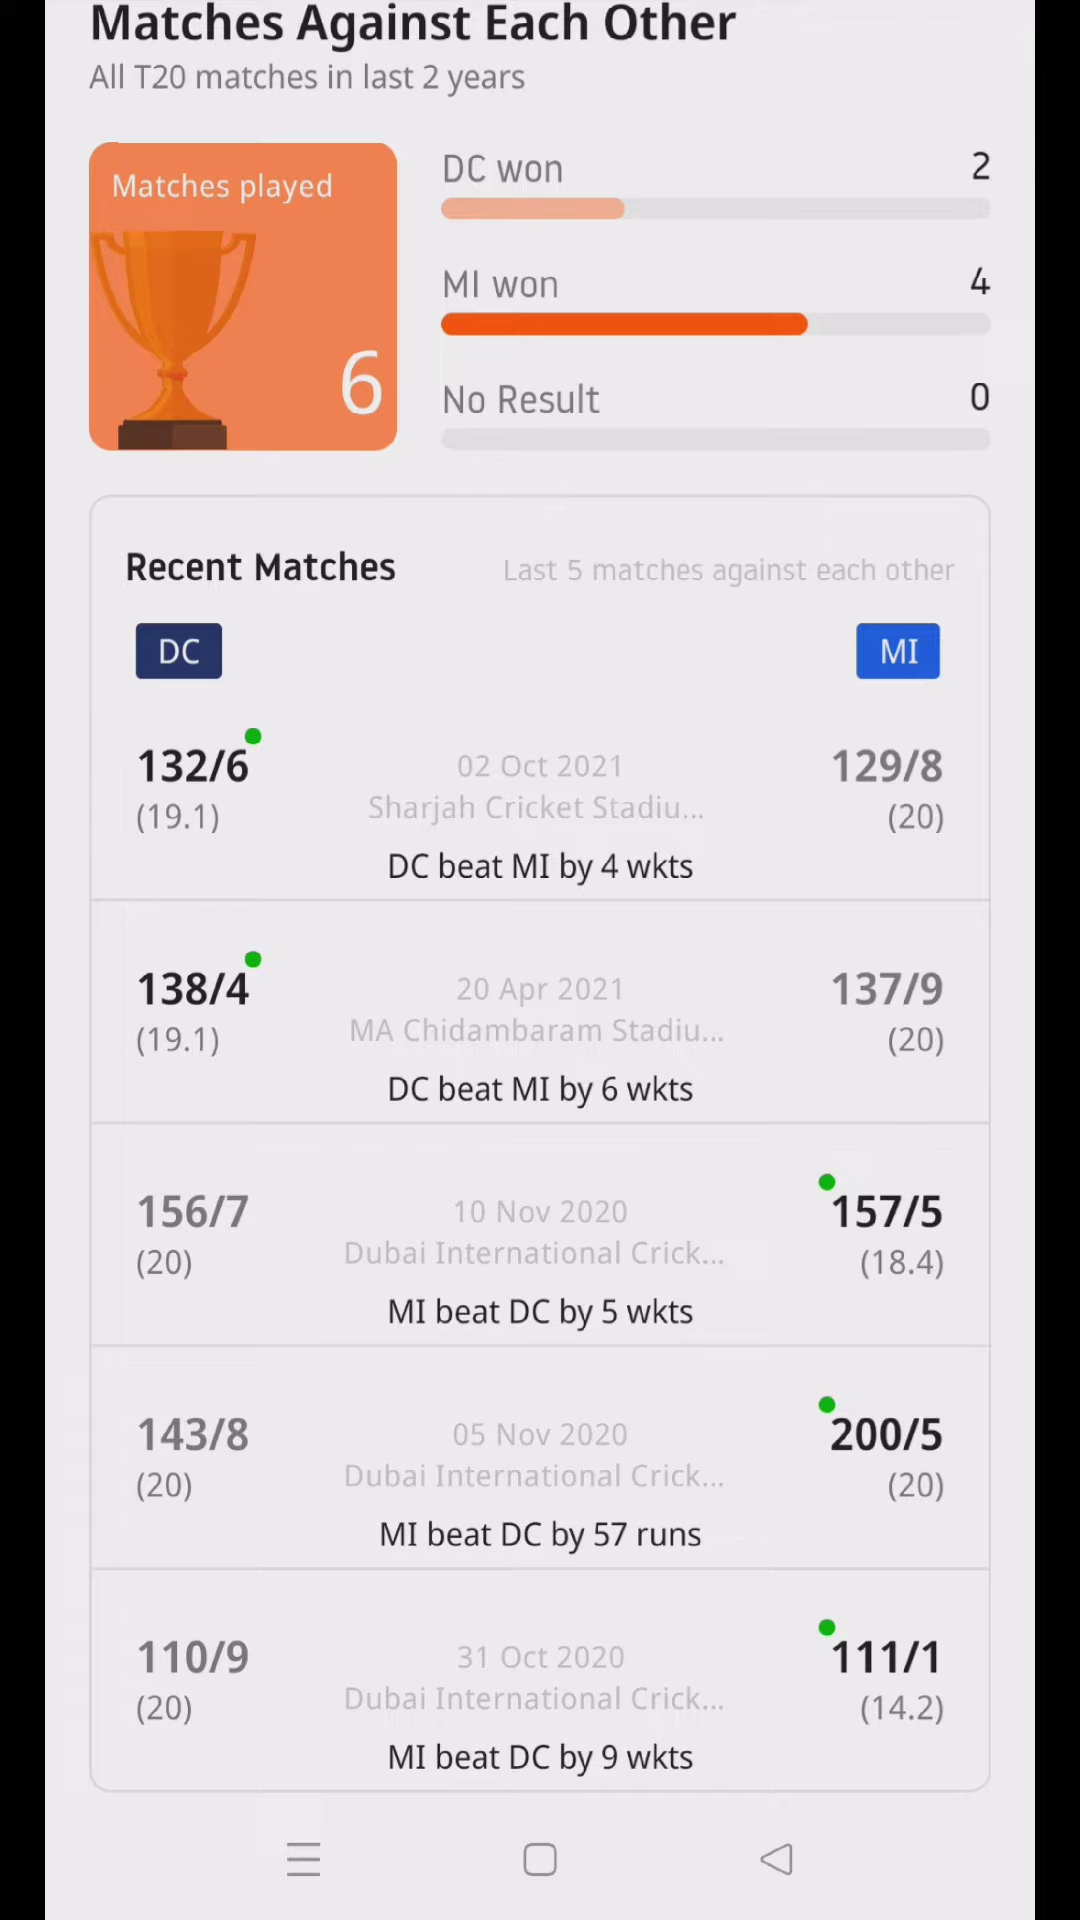 Matches Against Each Other
All T20 matches in last 2 years
Matches played
6
DC won 2
MI won 4
No Result 0
Recent Matches Last 5 matches against each other
DC MI
132/6 02 Oct 2021 129/8
(19.1) Sharjah Cricket Stadiu... (20)
DC beat MI by 4 wkts
138/4 20 Apr 2021 137/9
(19.1) MA Chidambaram Stadiu... (20)
DC beat MI by 6 wkts
156/7 10 Nov 2020 157/5
(20) Dubai International Crick... (18.4)
MI beat DC by 5 wkts
143/8 05 Nov 2020 200/5
(20) Dubai International Crick... (20)
MI beat DC by 57 runs
110/9 31 Oct 2020 111/1
(20) Dubai International Crick... (14.2)
MI beat DC by 9 wkts